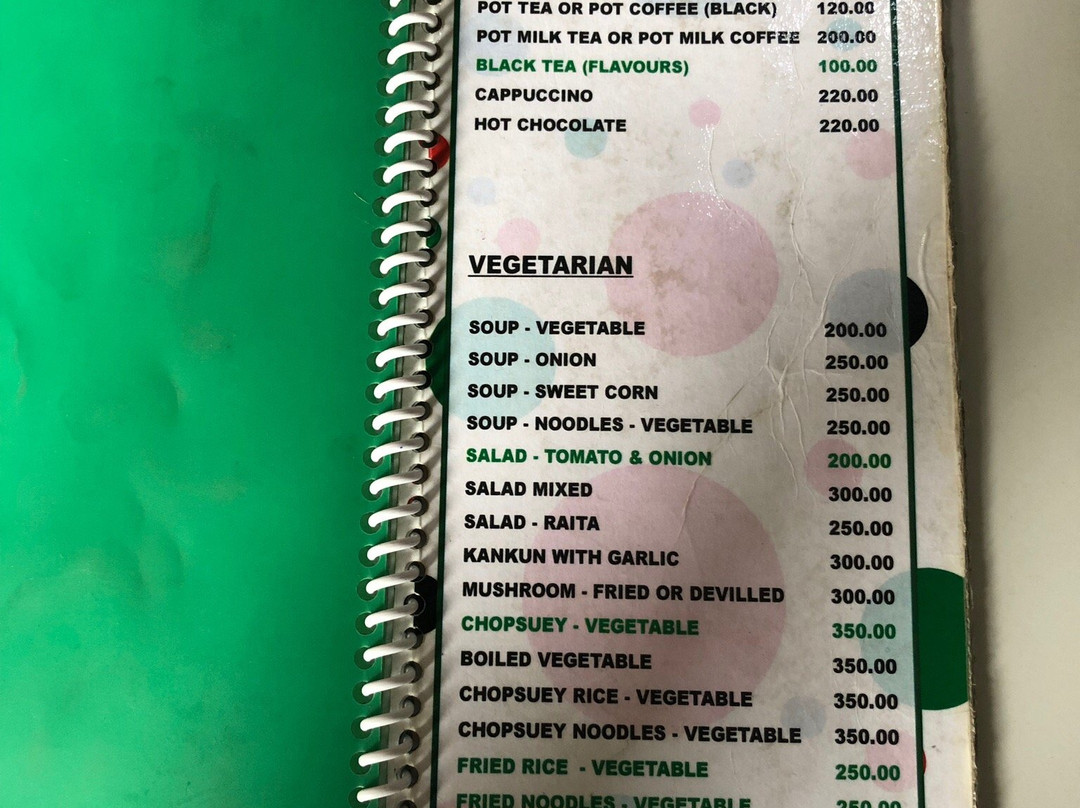 POT TEA OR POT COFFEE (BLACK) 120.00
POT MILK TEA OR POT MILK COFFEE 200.00
BLACK TEA (FLAVOURS) 100.00
CAPPUCCINO 220.00
HOT CHOCOLATE 220.00
VEGETARIAN
SOUP - VEGETABLE 200.00
SOUP - ONION 250.00
SOUP - SWEET CORN 250.00
SOUP - NOODLES - VEGETABLE 250.00
SALAD - TOMATO & ONION 200.00
SALAD MIXED 300.00
SALAD - RAITA 250.00
KANKUN WITH GARLIC 300.00
MUSHROOM - FRIED OR DEVILLED 300.00
CHOPSUEY - VEGETABLE 350.00
BOILED VEGETABLE 350.00
CHOPSUEY RICE - VEGETABLE 350.00
CHOPSUEY NOODLES - VEGETABLE 350.00
FRIED RICE - VEGETABLE 250.00
FRIED NOODLES - VEGETABLE 250.00